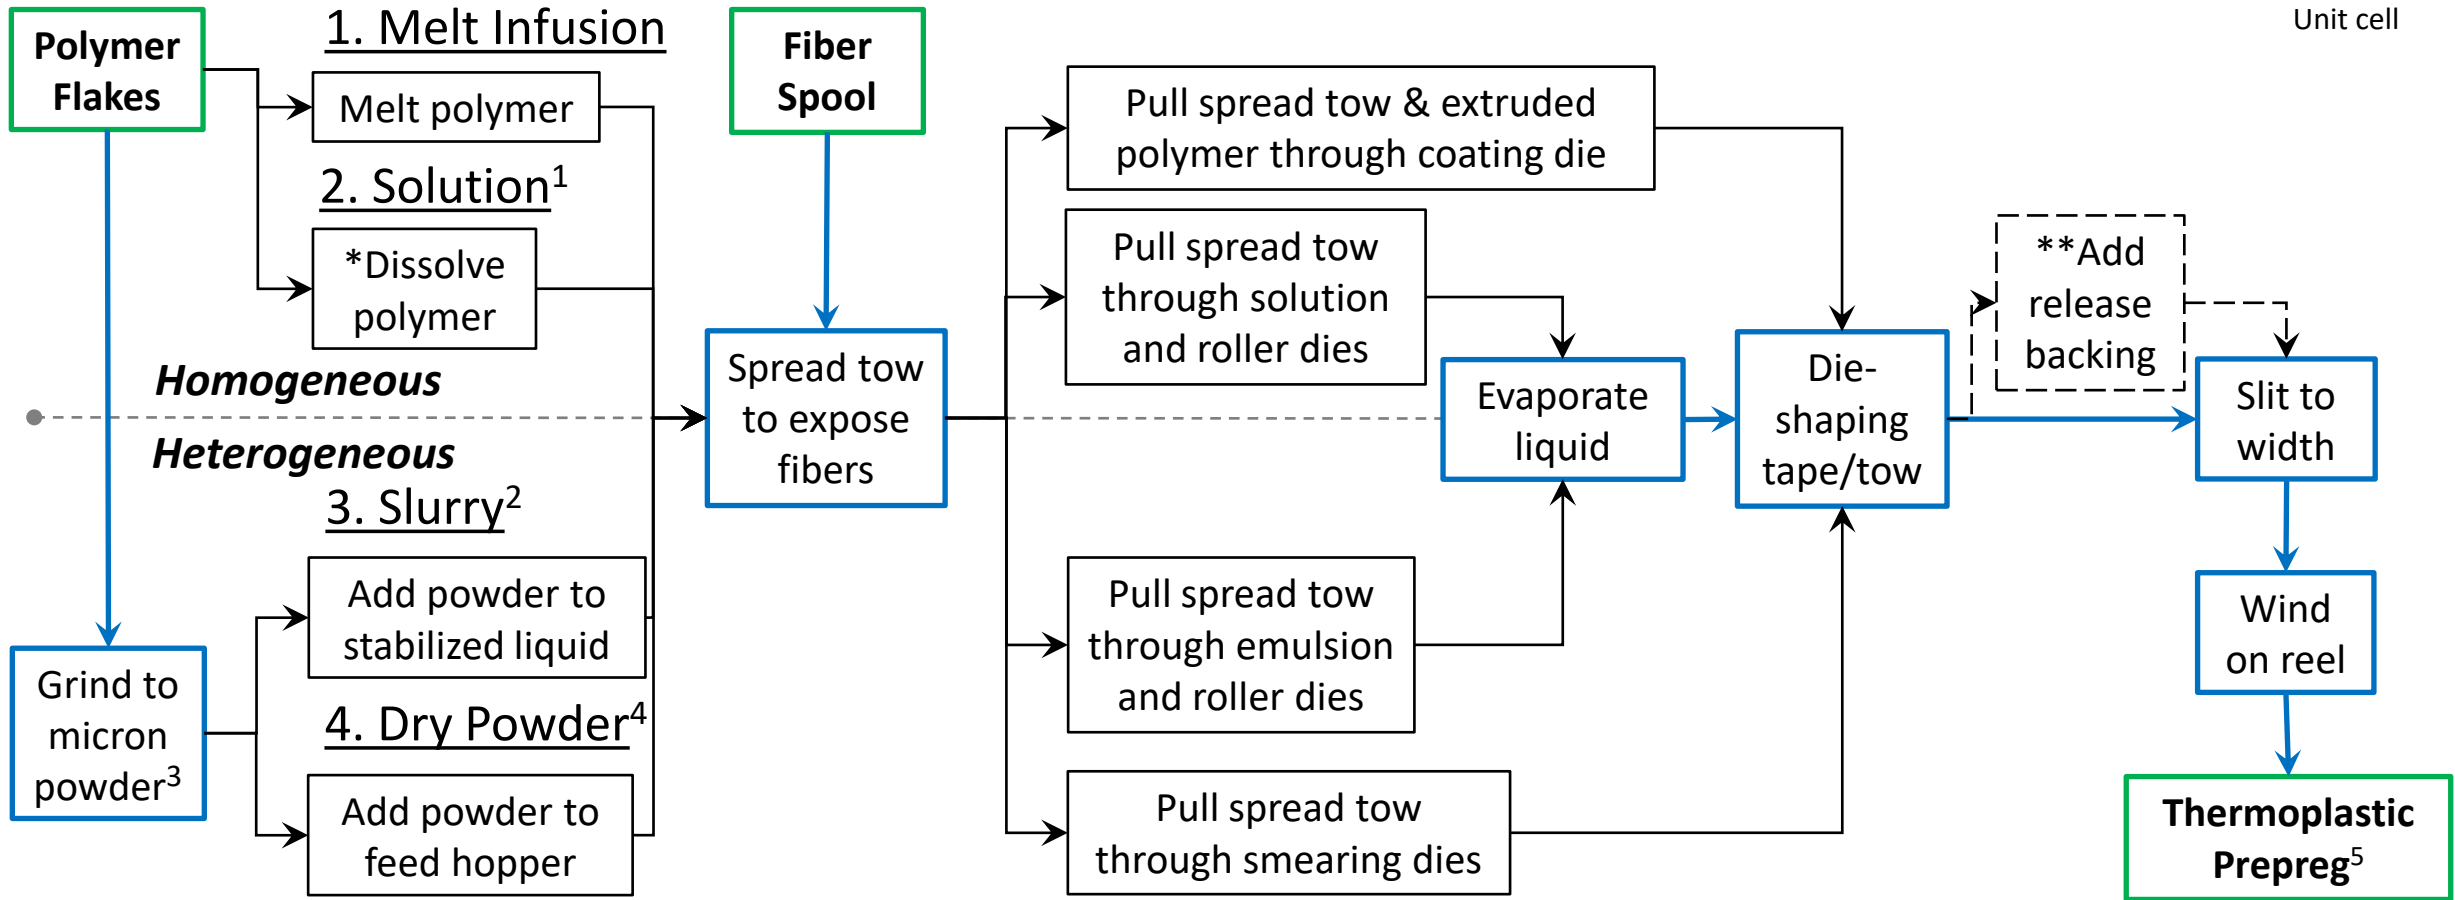 Polymer
Flakes
1. Melt Infusion
Melt polymer
2. Solution¹
*Dissolve
polymer
Homogeneous
Heterogeneous
3. Slurry²
Add powder to
stabilized liquid
4. Dry Powder⁴
Add powder to
feed hopper
Grind to
micron
powder³
Fiber
Spool
Spread tow
to expose
fibers
Pull spread tow & extruded
polymer through coating die
Pull spread tow
through solution
and roller dies
Pull spread tow
through emulsion
and roller dies
Pull spread tow
through smearing dies
Evaporate
liquid
Die-
shaping
tape/tow
**Add
release
backing
Unit cell
Slit to
width
Wind
on reel
Thermoplastic
Prepreg⁵